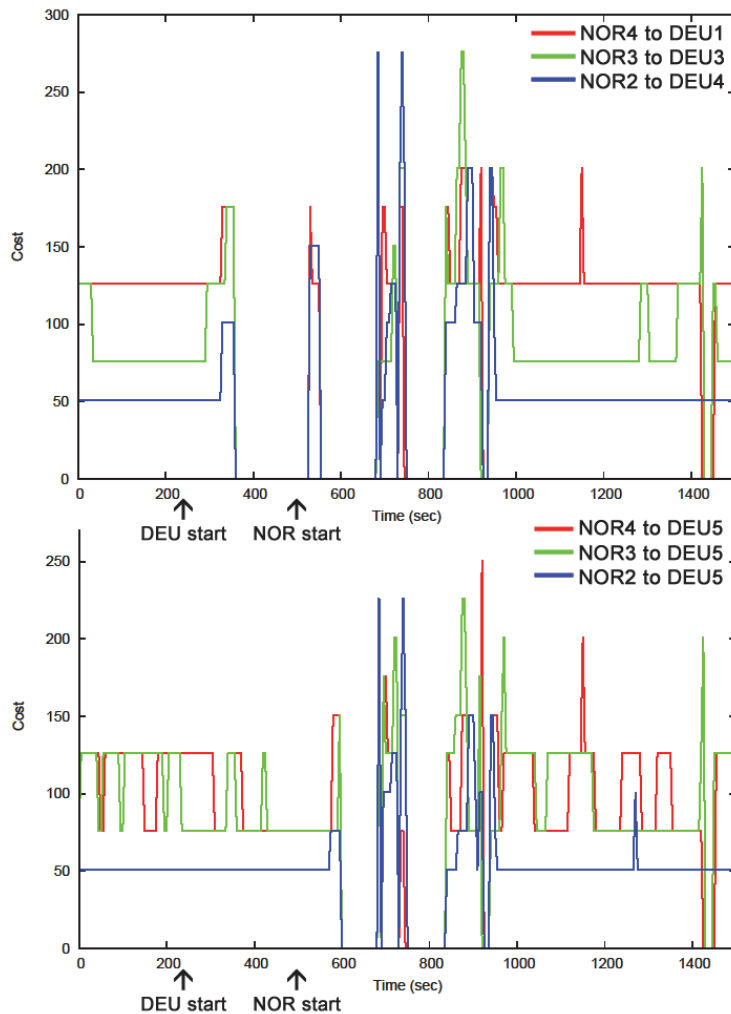 300
NOR4 to DEU1
NOR3 to DEU3
NOR2 to DEU4
250
200
150
Cost
100
50
0
0 200 400 600 800 1000 1200 1400
Time (sec)
DEU start NOR start
NOR4 to DEU5
NOR3 to DEU5
NOR2 to DEU5
250
200
150
Cost
100
50
0
0 200 400 600 800 1000 1200 1400
Time (sec)
DEU start NOR start